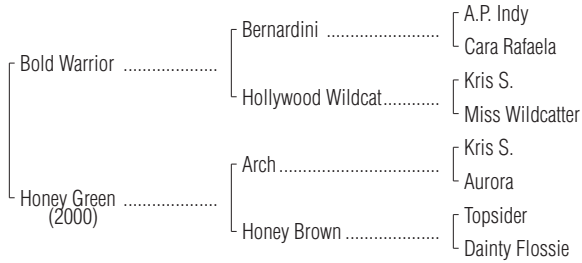 A.P. Indy
Bernardini ......................
Cara Rafaela
Bold Warrior ...................
Kris S.
Hollywood Wildcat...........
Miss Wildcatter
Kris S.
Arch................................
Aurora
Honey Green ...................
(2000)
Topsider
Honey Brown ...................
Dainty Flossie